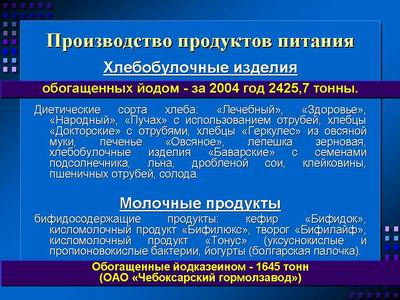 Производство продуктов питания
Хлебобулочные изделия
обогащенных йодом - за 2004 год 2425,7 тонны.
Диетические сорта хлеба: «Лечебный», «Здоровье»,
«Народный», «Пучах» с использованием отрубей, хлебцы
«Докторские» с отрубями, хлебцы «Геркулес» из овсяной
муки, печенье «Овсяное», лепешка зерновая,
хлебобулочные изделия «Баварские» с семенами
подсолнечника, льна, дробленой сои, клейковины,
пшеничных отрубей, солода.
Молочные продукты
бифидосодержащие продукты: кефир «Бифидок»,
кисломолочный продукт «Бифилюкс», творог «Бифилайф»,
кисломолочный продукт «Тонус» (уксуснокислые и
пропионовокислые бактерии, йогурты (болгарская палочка).
Обогащенные йодказеином - 1645 тонн
(ОАО «Чебоксарский гормолзавод»)